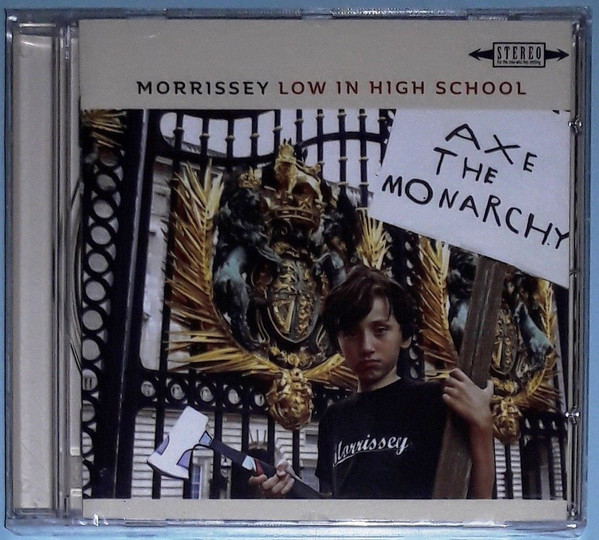 STEREO
MORRISSEY LOW IN HIGH SCHOOL
AXE
THE
MONARCHY
Morrissey